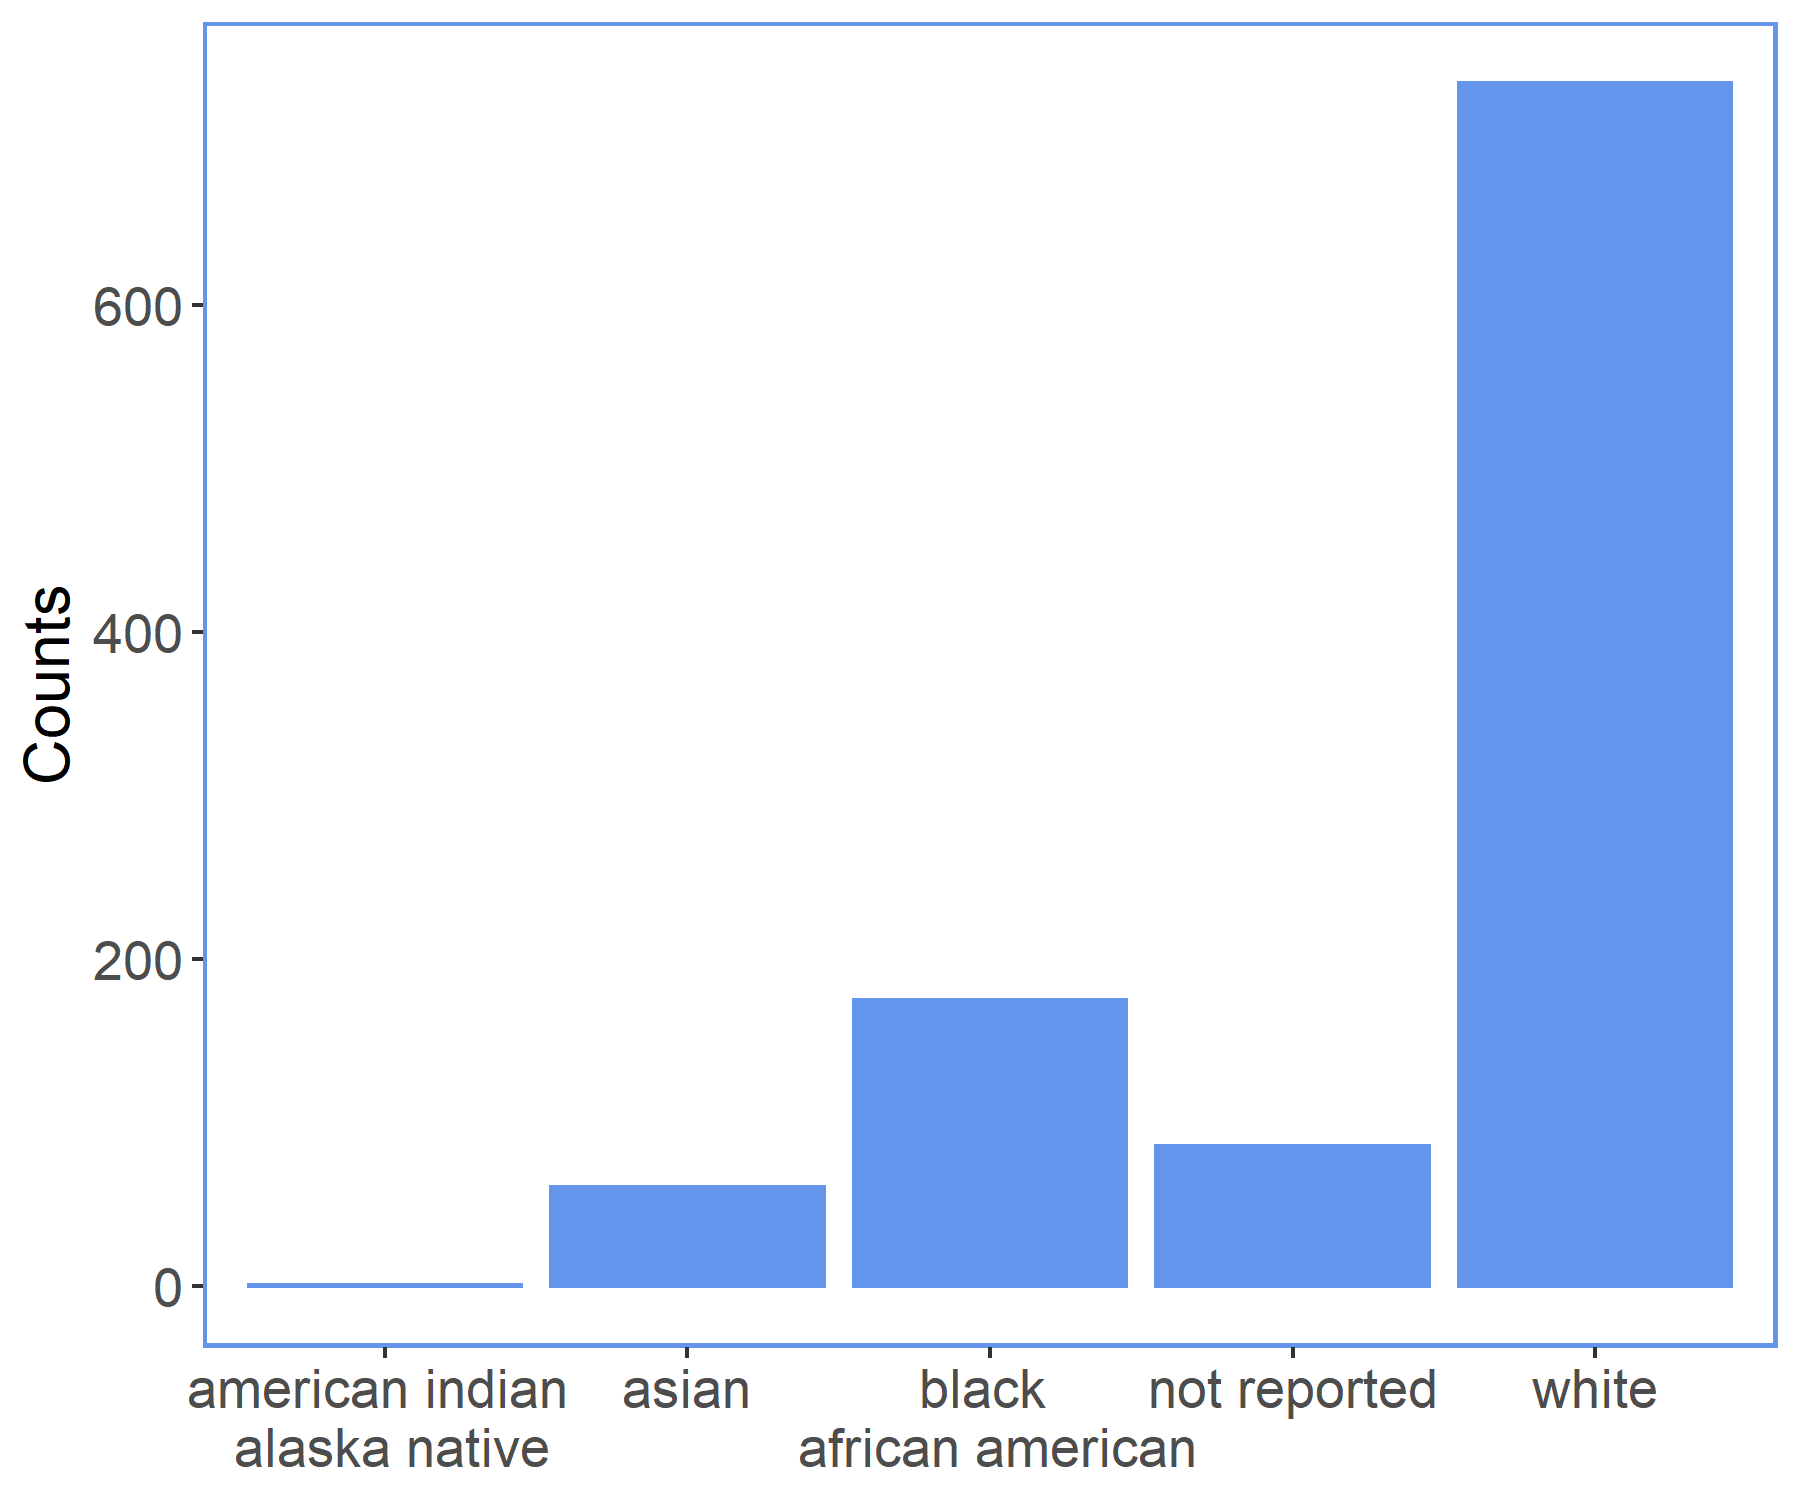 Counts
600
400
200
0
american indian
alaska native
asian
black
african american
not reported
white